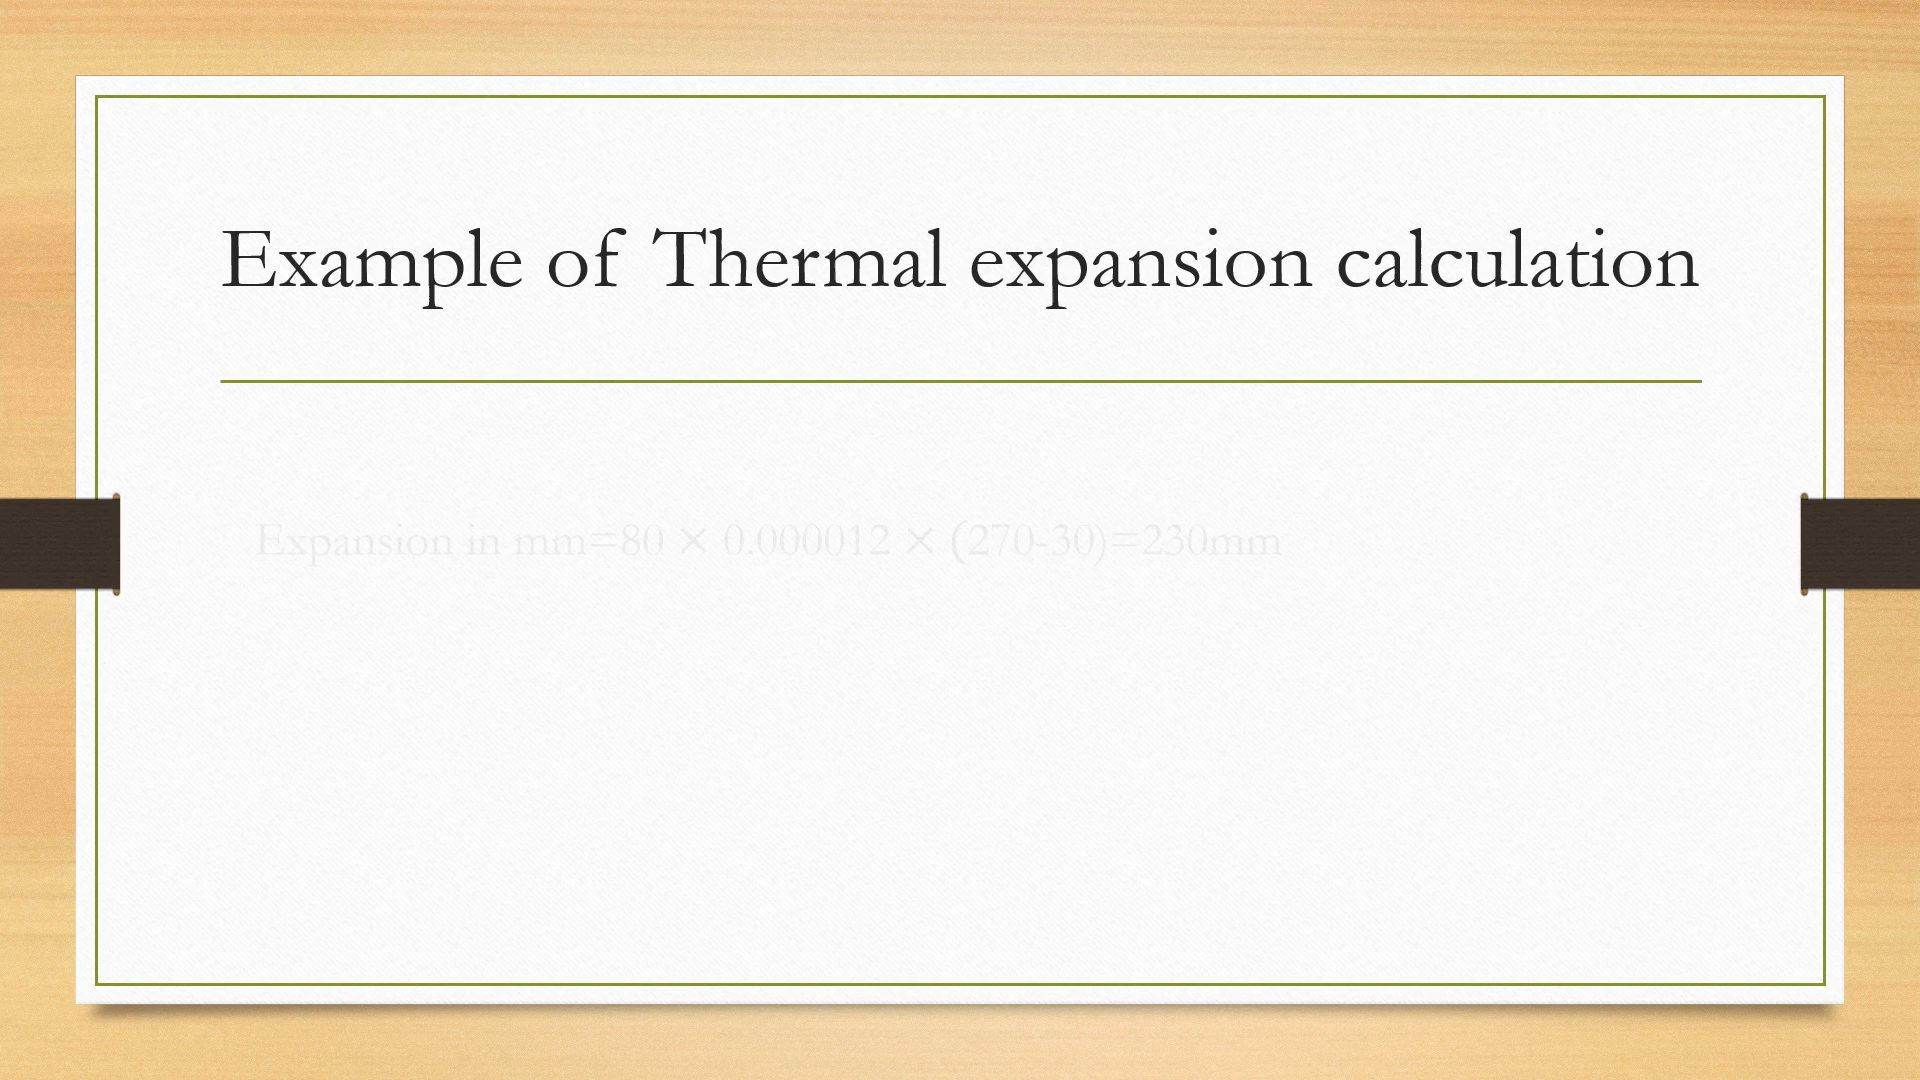 Example of Thermal expansion calculation
Expansion in mm=80 × 0.000012 × (270-30)=230mm